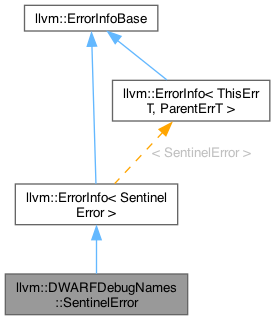 llvm::ErrorInfoBase
llvm::ErrorInfo< ThisErr
T, ParentErrT >
< SentinelError >
llvm::ErrorInfo< Sentinel
Error >
llvm::DWARFDebugNames
::SentinelError